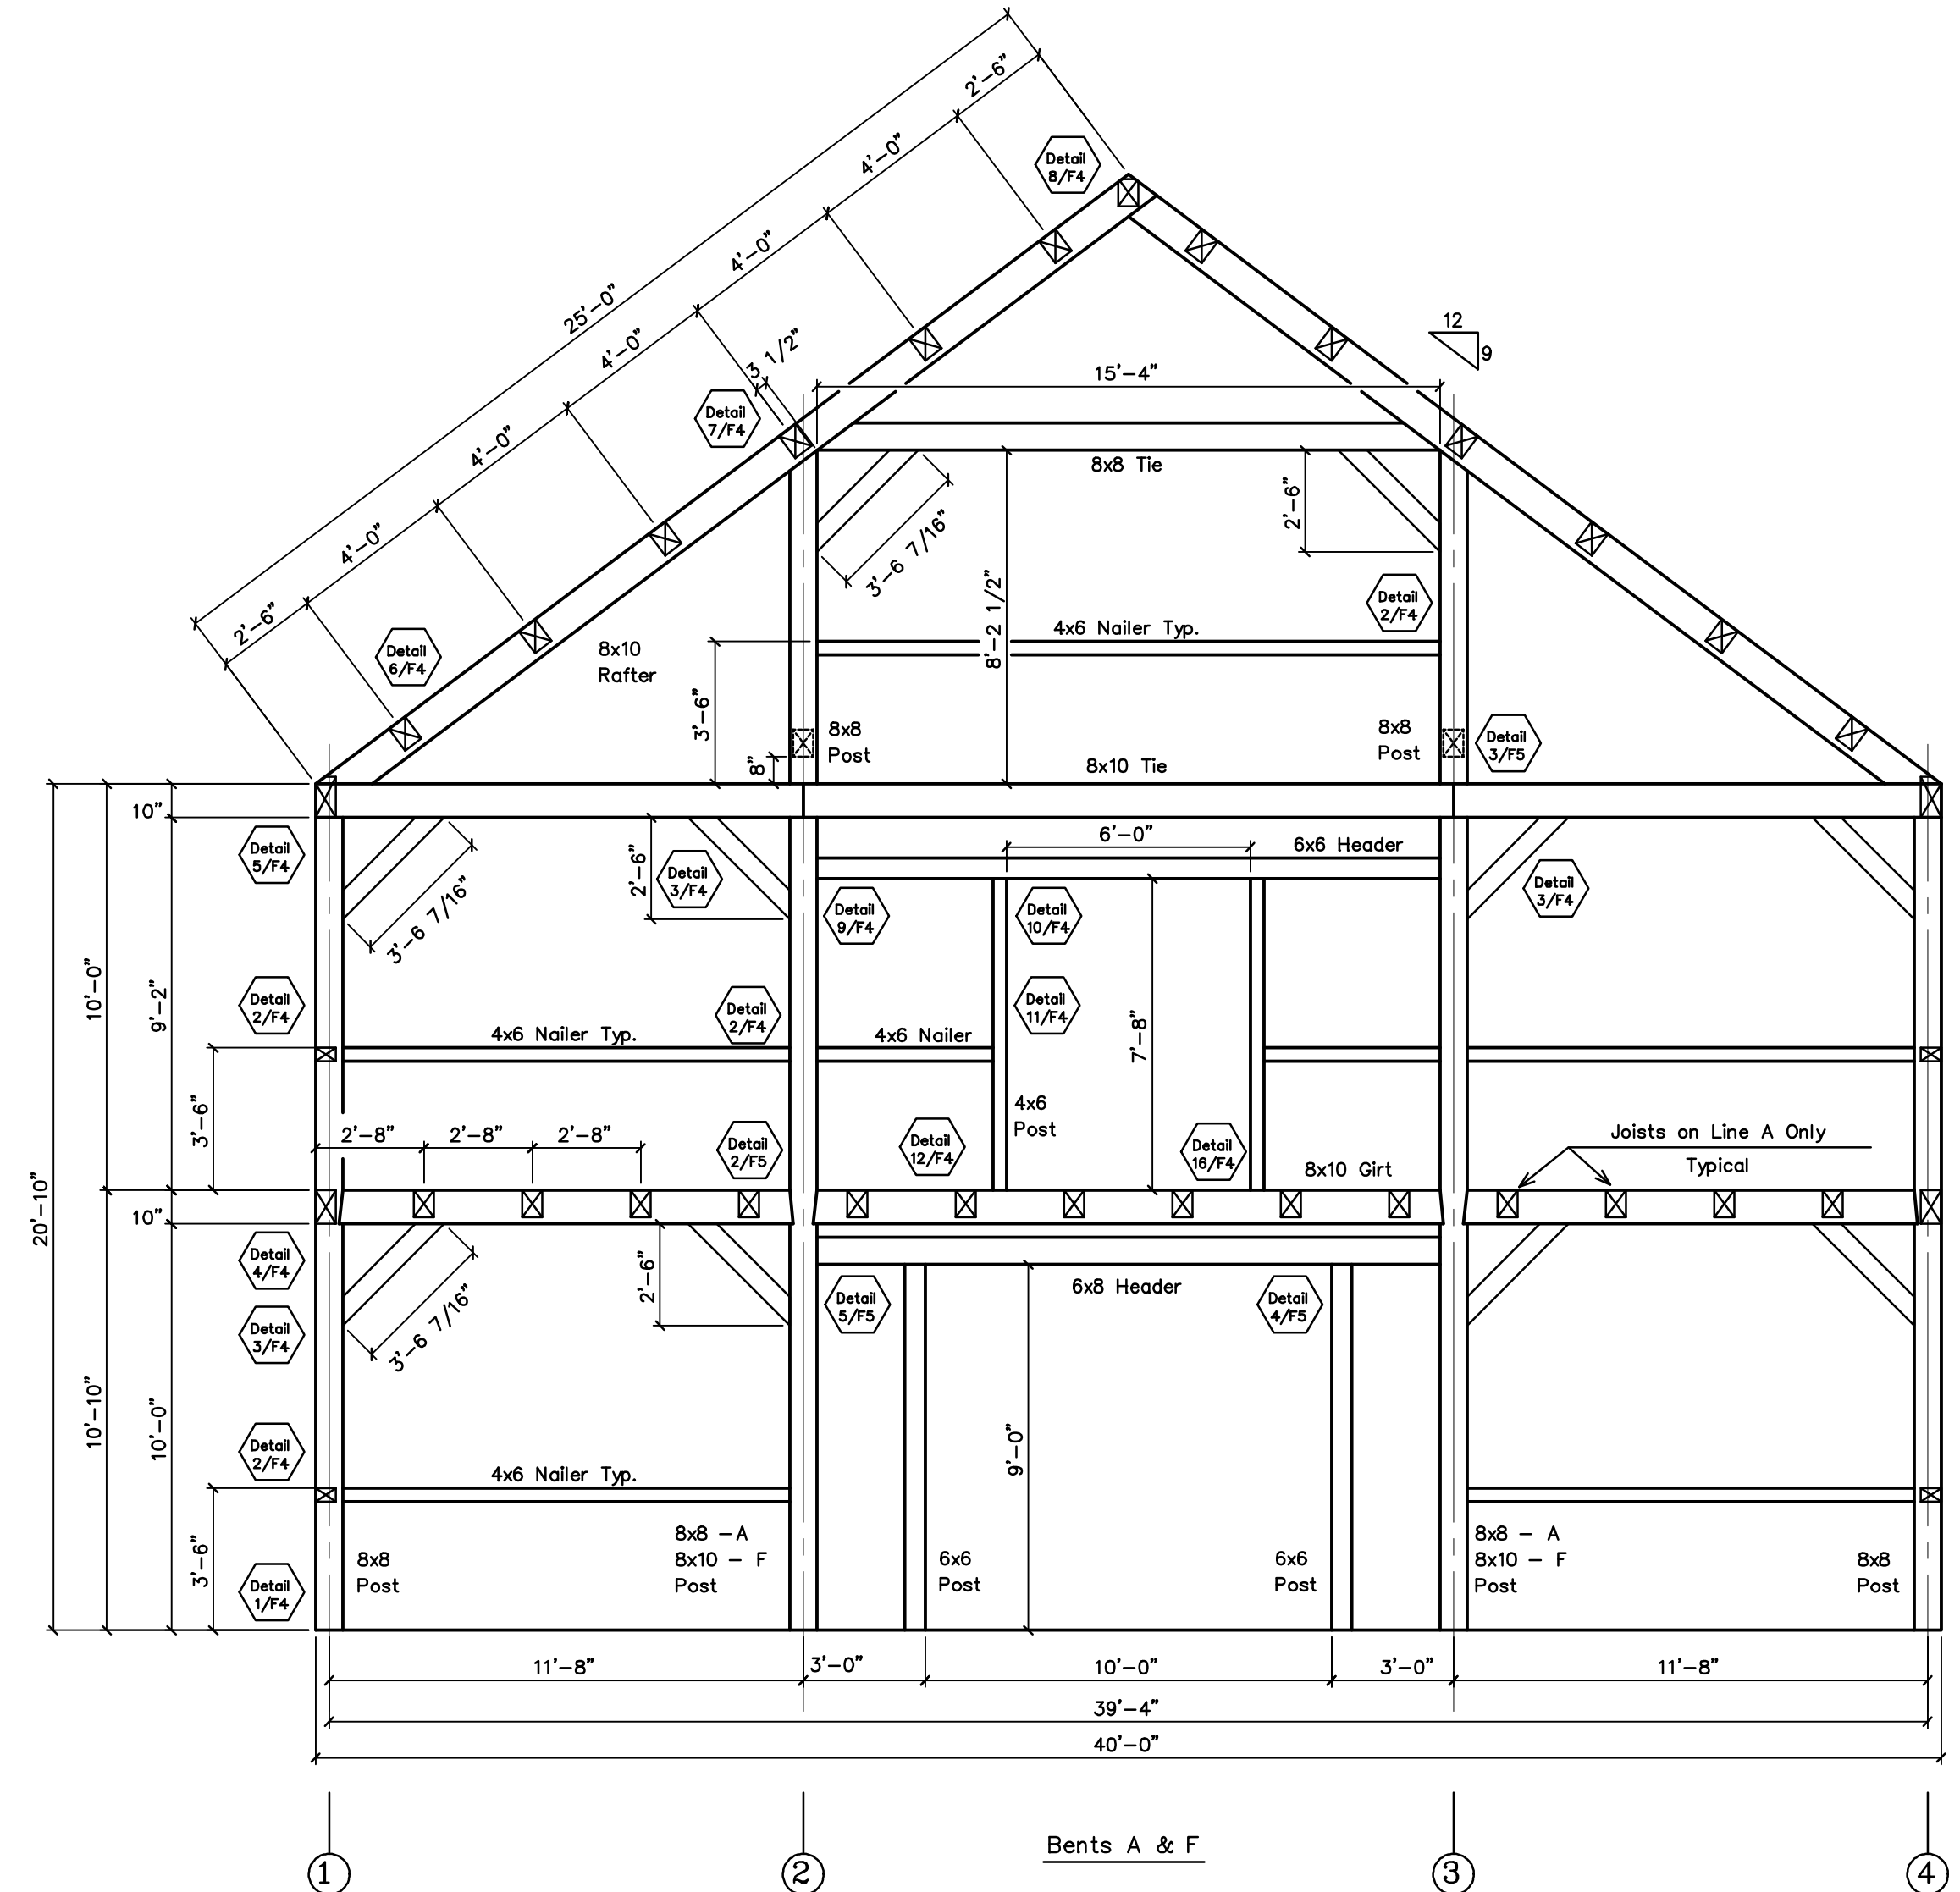 2'-6"
4'-0"
4'-0"
4'-0"
4'-0"
4'-0"
2'-6"
25'-0"
3 1/2"
Detail
8/F4
Detail
7/F4
Detail
6/F4
12
9
15'-4"
8x8 Tie
2'-6"
3'-6 7/16"
8'-2 1/2"
Detail
2/F4
4x6 Nailer Typ.
8x10
Rafter
3'-6"
8"
8x8
Post
8x8
Post
Detail
3/F5
8x10 Tie
10"
Detail
5/F4
2'-6"
Detail
3/F4
3'-6 7/16"
6'-0"
6x6 Header
Detail
9/F4
Detail
10/F4
Detail
3/F4
10'-0"
9'-2"
Detail
2/F4
4x6 Nailer Typ.
Detail
2/F4
4x6 Nailer
Detail
11/F4
7'-8"
3'-6"
2'-8"
2'-8"
2'-8"
Detail
2/F5
Detail
12/F4
4x6
Post
Detail
16/F4
8x10 Girt
Joists on Line A Only
Typical
20'-10"
10"
Detail
4/F4
Detail
3/F4
3'-6 7/16"
2'-6"
Detail
5/F5
6x8 Header
Detail
4/F5
10'-10"
10'-0"
Detail
2/F4
4x6 Nailer Typ.
9'-0"
3'-6"
Detail
1/F4
8x8
Post
8x8 -A
8x10 - F
Post
6x6
Post
6x6
Post
8x8 - A
8x10 - F
Post
8x8
Post
11'-8"
3'-0"
10'-0"
3'-0"
11'-8"
39'-4"
40'-0"
Bents A & F
1
2
3
4